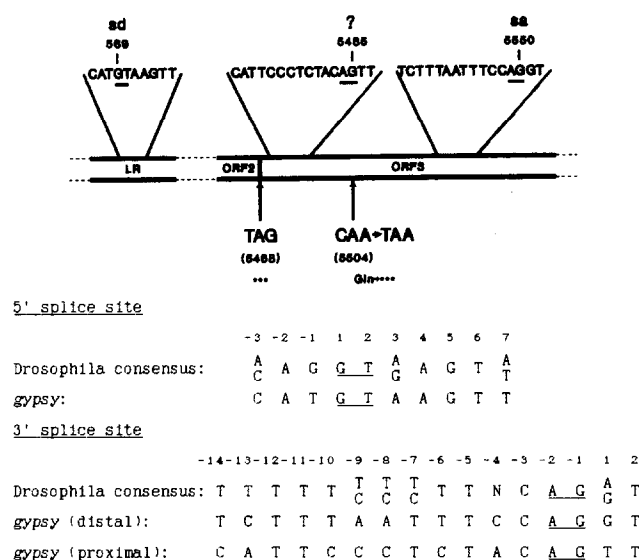 sd ? sa
569 5485 5550
CATGTAAGTT CATTCCCTCTACAGTT TCTTTAATTTCCAGGT
LR ORF2 ORF3
TAG CAA→TAA
(5468) (5504)
*** Gln→***
5' splice site
-3 -2 -1 1 2 3 4 5 6 7
A A A
Drosophila consensus: A G G T A G T
C G T
gypsy: C A T G T A A G T T
3' splice site
-14 -13 -12 -11 -10 -9 -8 -7 -6 -5 -4 -3 -2 -1 1 2
T T T A
Drosophila consensus: T T T T T T T N C A G T
C C C G
gypsy (distal): T C T T T A A T T T C C A G G T
gypsy (proximal): C A T T C C C T C T A C A G T T